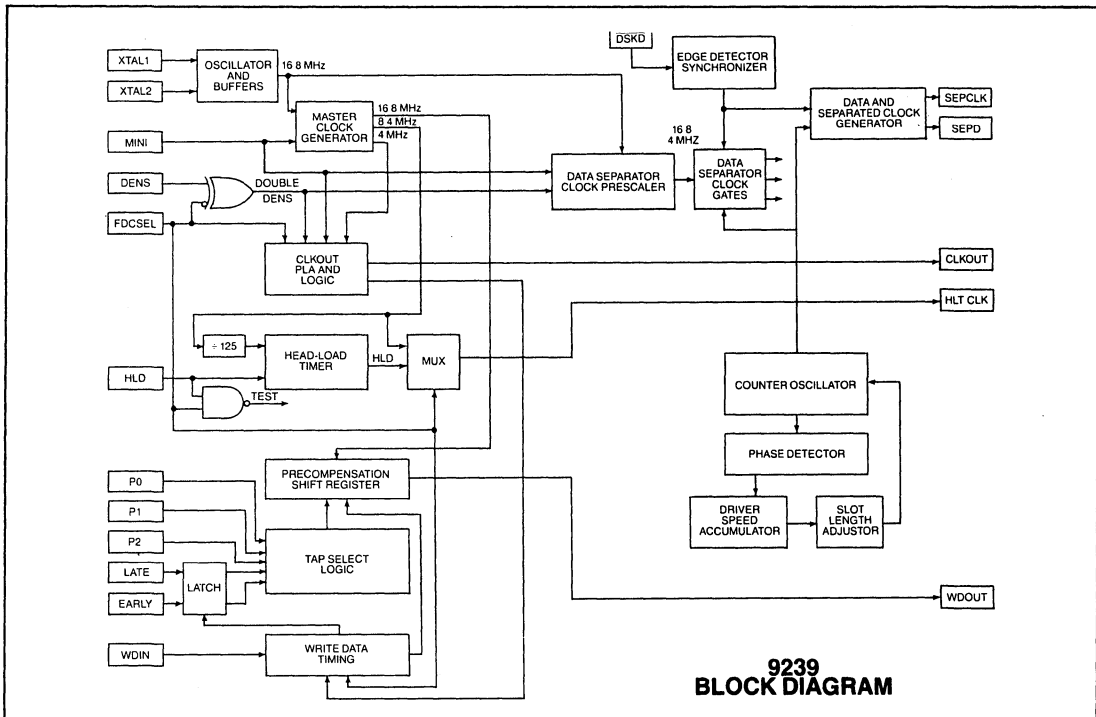 XTAL1
XTAL2
OSCILLATOR
AND
BUFFERS
16 8 MHz
MASTER
CLOCK
GENERATOR
16 8 MHz
8 4 MHz
4 MHz
MINI
DENS
FDCSEL
DOUBLE
DENS
DSKD
EDGE DETECTOR
SYNCHRONIZER
DATA AND
SEPARATED CLOCK
GENERATOR
SEPCLK
SEPD
16 8
4 MHZ
DATA SEPARATOR
CLOCK PRESCALER
DATA
SEPARATOR
CLOCK
GATES
CLKOUT
PLA AND
LOGIC
CLKOUT
HLT CLK
÷ 125
HEAD-LOAD
TIMER
HLD
MUX
HLD
TEST
COUNTER OSCILLATOR
PHASE DETECTOR
DRIVER
SPEED
ACCUMULATOR
SLOT
LENGTH
ADJUSTOR
P0
P1
P2
LATE
EARLY
LATCH
PRECOMPENSATION
SHIFT REGISTER
TAP SELECT
LOGIC
WDIN
WRITE DATA
TIMING
WDOUT
9239
BLOCK DIAGRAM